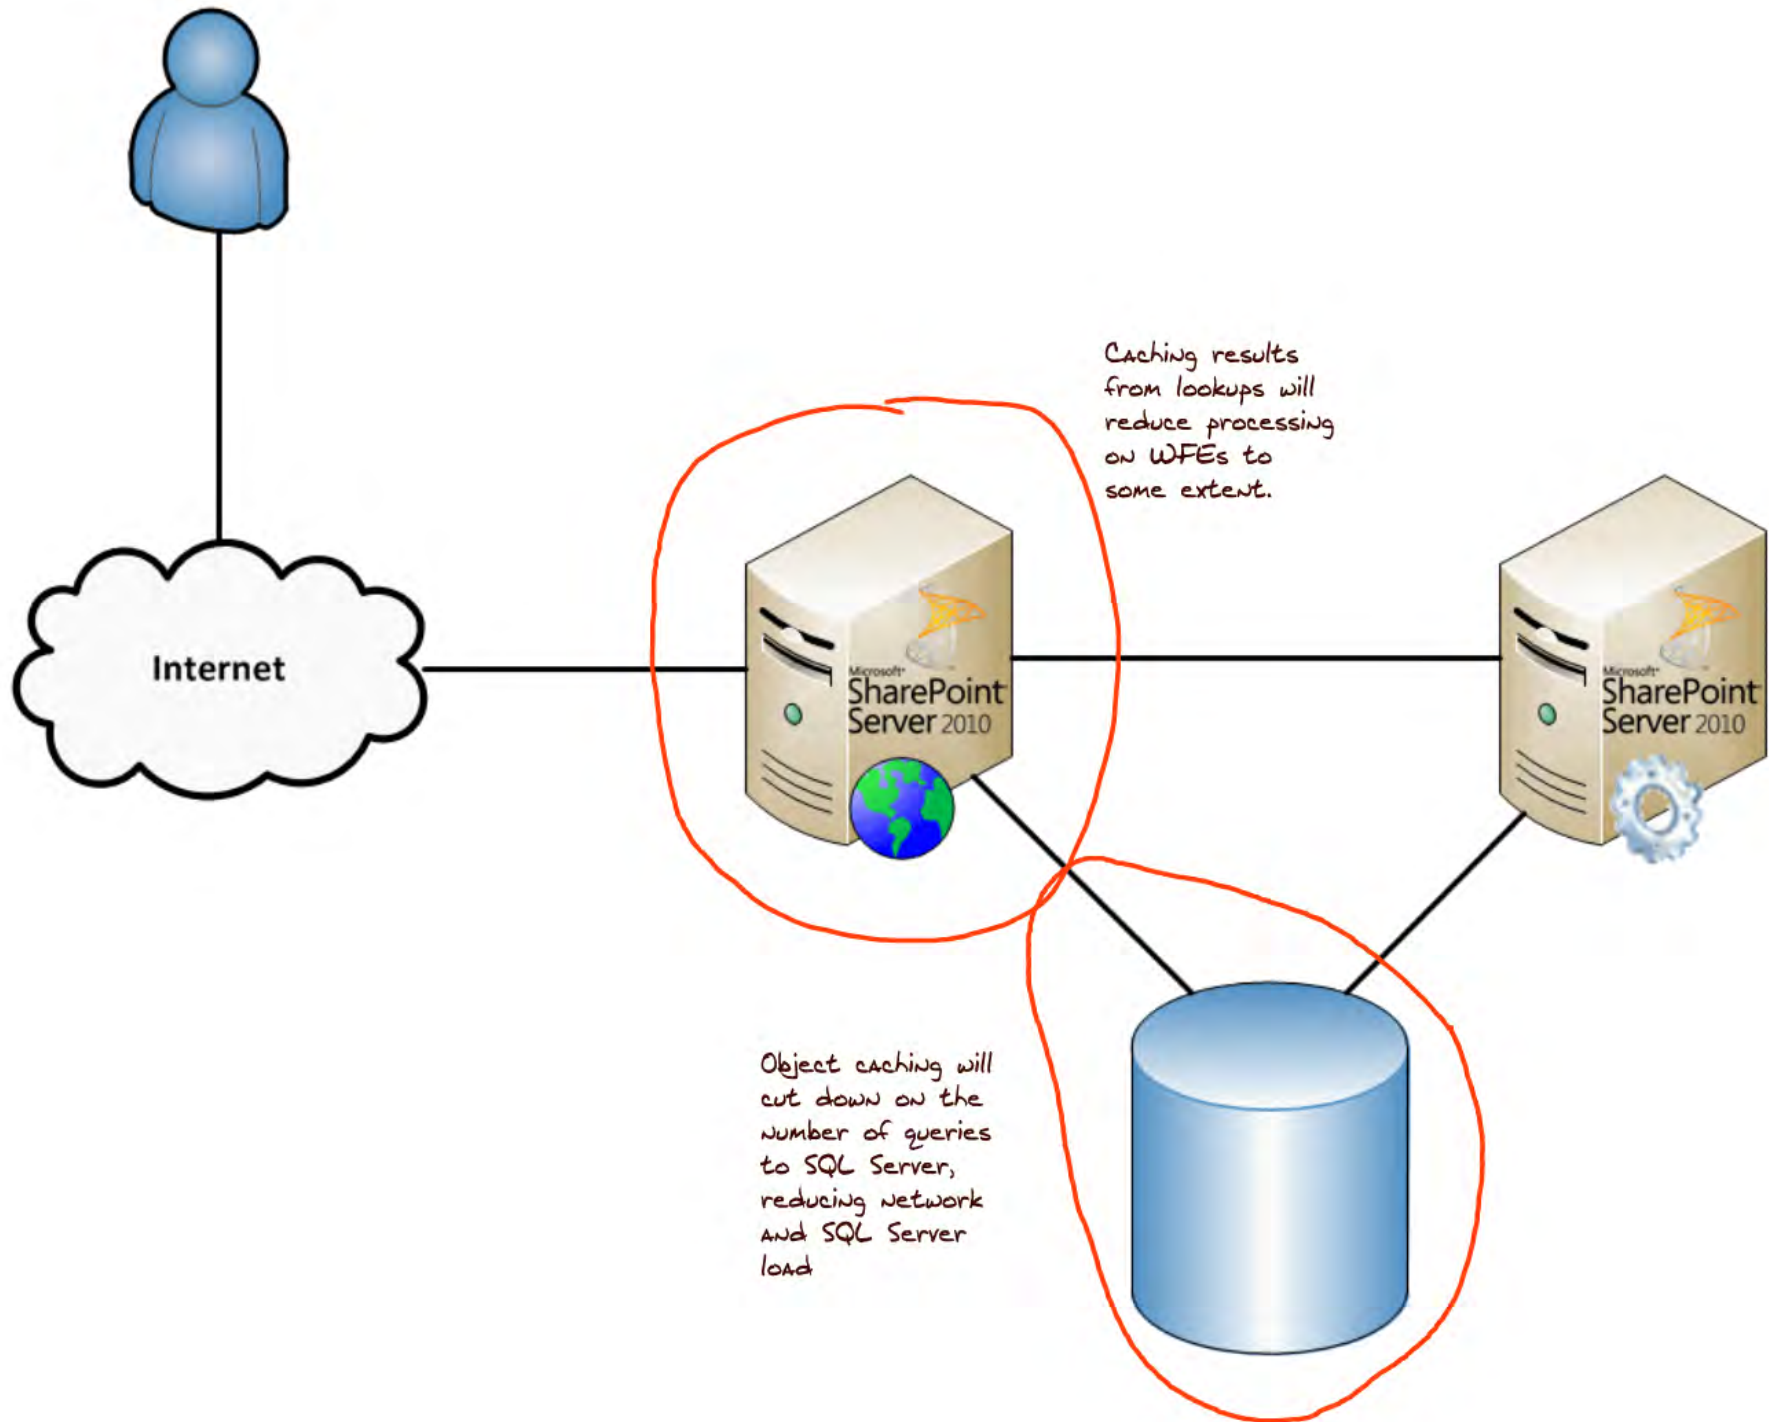 Caching results
from lookups will
reduce processing
on WFEs to
some extent.
Internet
Microsoft®
SharePoint
Server 2010
Microsoft®
SharePoint
Server 2010
Object caching will
cut down on the
number of queries
to SQL Server,
reducing network
and SQL Server
load